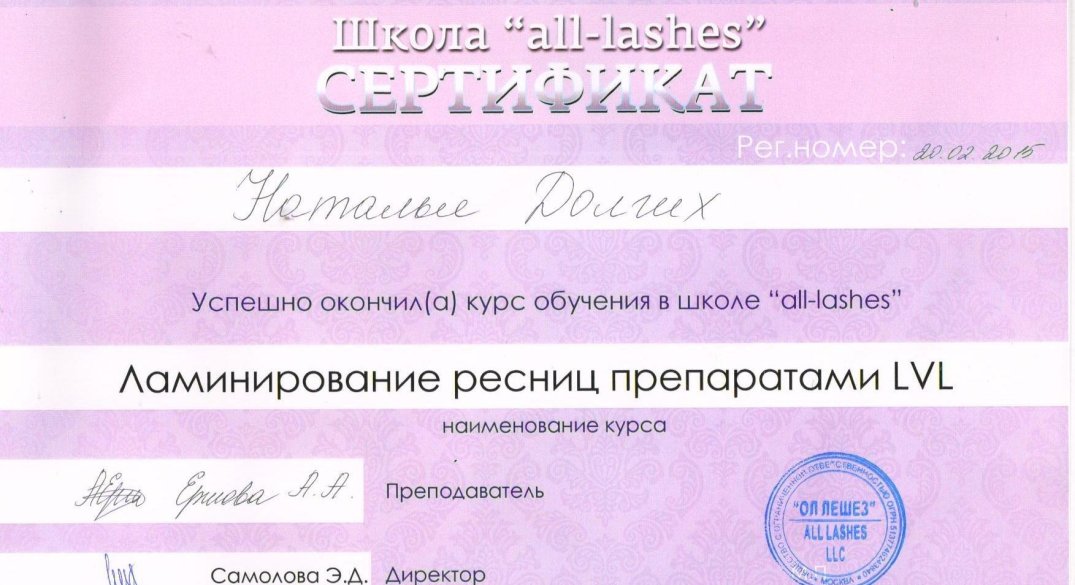 Школа “all-lashes”
СЕРТИФИКАТ
Рег.номер: 20.02.2015
Наталье Долгих
Успешно окончил(а) курс обучения в школе “all-lashes”
Ламинирование ресниц препаратами LVL
наименование курса
Ершова А.А. Преподаватель
Самолова Э.Д. Директор
"ОЛ ЛЕШЕЗ"
ALL LASHES
LLC
МОСКВА